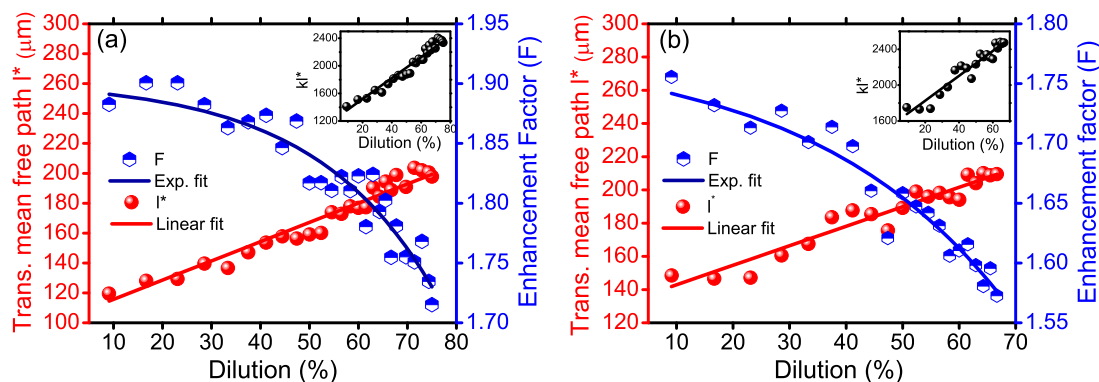 (a)
Trans. mean free path l* (μm)
300
280
260
240
220
200
180
160
140
120
100
F
Exp. fit
l*
Linear fit
10 20 30 40 50 60 70 80
Dilution (%)
1.95
1.90
1.85
1.80
1.75
1.70
Enhancement Factor (F)
kl*
2400
2000
1600
1200
20 40 60 80
Dilution (%)
(b)
Trans. mean free path l* (μm)
300
280
260
240
220
200
180
160
140
120
F
Exp. fit
l*
Linear fit
10 20 30 40 50 60 70
Dilution (%)
1.80
1.75
1.70
1.65
1.60
1.55
Enhancement factor (F)
kl*
2400
2000
1600
0 20 40 60
Dilution (%)